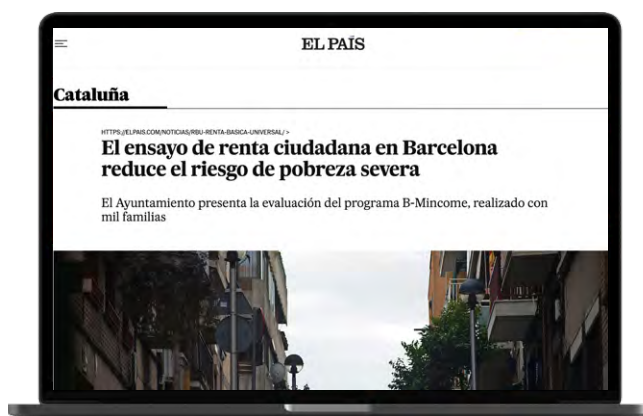 EL PAÍS
Cataluña
HTTPS://ELPAIS.COM/NOTICIAS/RBU-RENTA-BASICA-UNIVERSAL/ >
El ensayo de renta ciudadana en Barcelona
reduce el riesgo de pobreza severa
El Ayuntamiento presenta la evaluación del programa B-Mincome, realizado con
mil familias